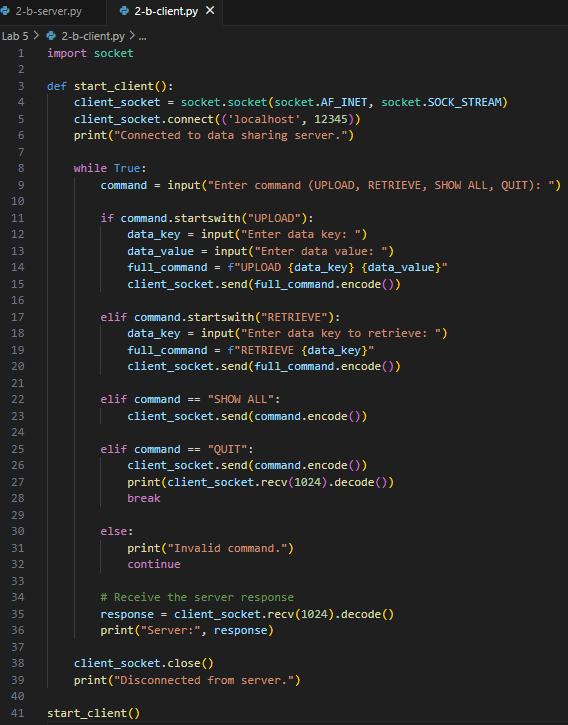 2-b-server.py
2-b-client.py
Lab 5 > 2-b-client.py > ...
1 import socket
2
3 def start_client():
4     client_socket = socket.socket(socket.AF_INET, socket.SOCK_STREAM)
5     client_socket.connect(('localhost', 12345))
6     print("Connected to data sharing server.")
7
8     while True:
9         command = input("Enter command (UPLOAD, RETRIEVE, SHOW ALL, QUIT): ")
10
11         if command.startswith("UPLOAD"):
12             data_key = input("Enter data key: ")
13             data_value = input("Enter data value: ")
14             full_command = f"UPLOAD {data_key} {data_value}"
15             client_socket.send(full_command.encode())
16
17         elif command.startswith("RETRIEVE"):
18             data_key = input("Enter data key to retrieve: ")
19             full_command = f"RETRIEVE {data_key}"
20             client_socket.send(full_command.encode())
21
22         elif command == "SHOW ALL":
23             client_socket.send(command.encode())
24
25         elif command == "QUIT":
26             client_socket.send(command.encode())
27             print(client_socket.recv(1024).decode())
28             break
29
30         else:
31             print("Invalid command.")
32             continue
33
34         # Receive the server response
35         response = client_socket.recv(1024).decode()
36         print("Server:", response)
37
38     client_socket.close()
39     print("Disconnected from server.")
40
41 start_client()